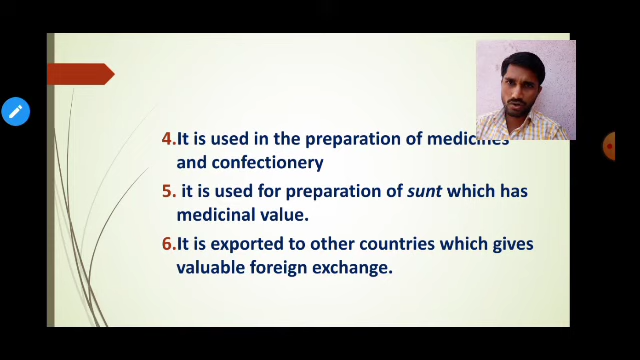 4.It is used in the preparation of medicines
and confectionery
5. it is used for preparation of sunt which has
medicinal value.
6.It is exported to other countries which gives
valuable foreign exchange.